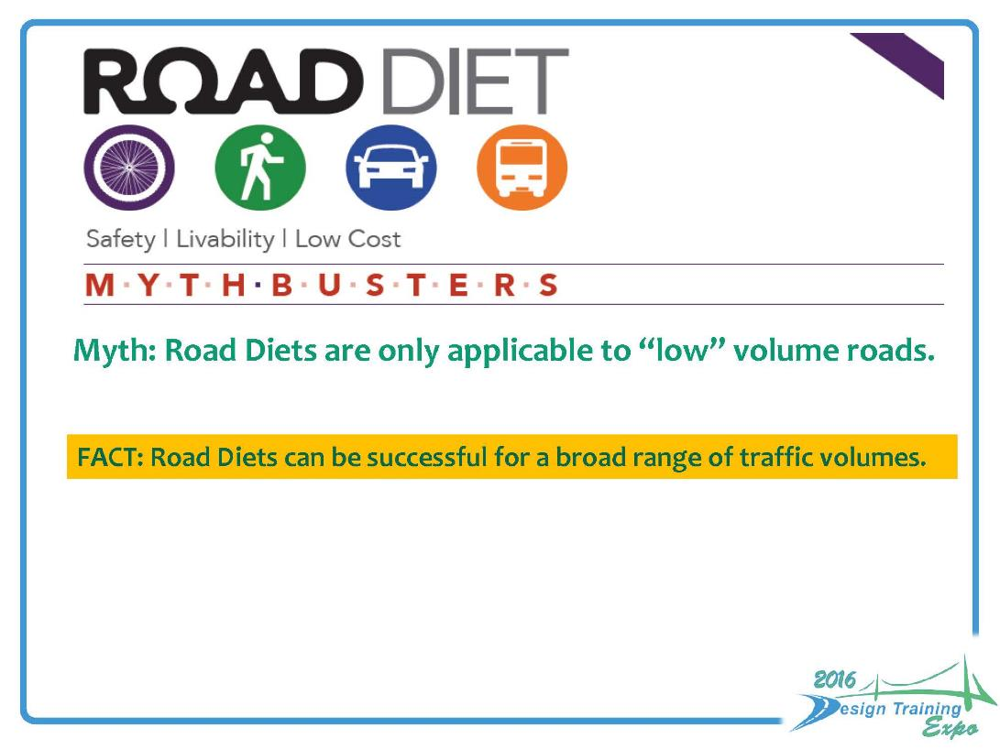 ROAD DIET
Safety | Livability | Low Cost
M·Y·T·H·B·U·S·T·E·R·S
Myth: Road Diets are only applicable to “low” volume roads.
FACT: Road Diets can be successful for a broad range of traffic volumes.
2016
Design Training
Expo